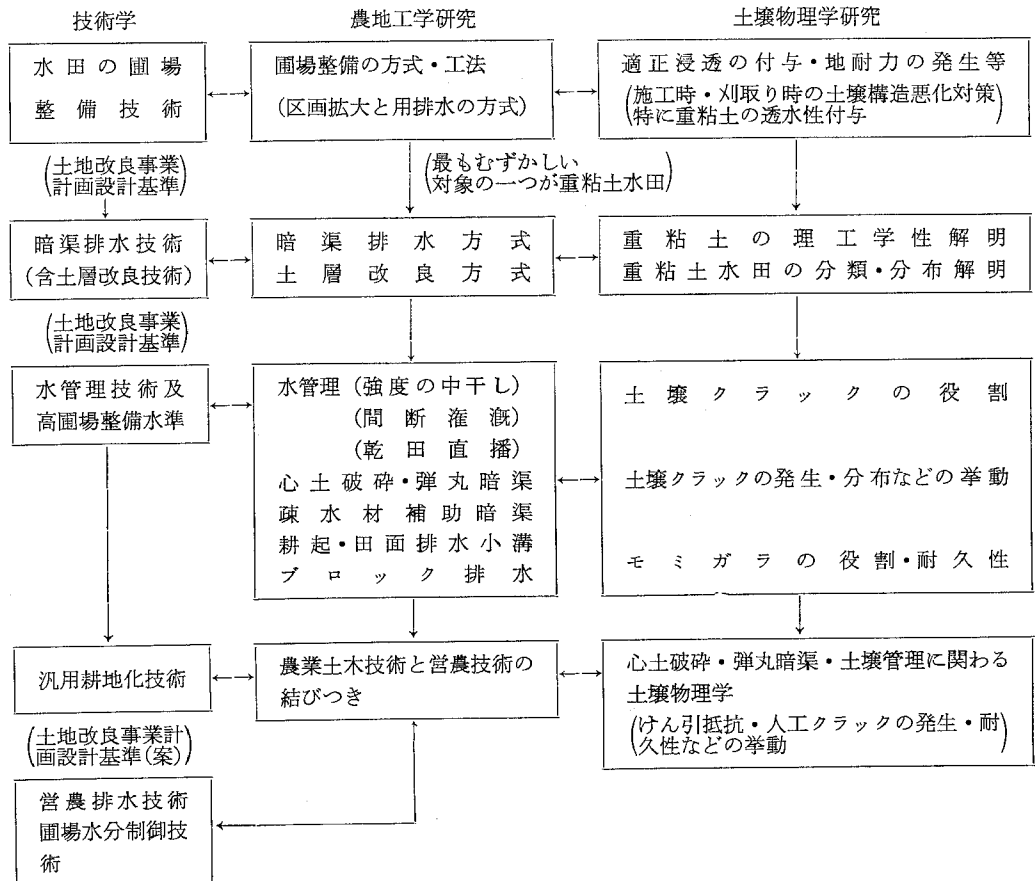 技術学
農地工学研究
土壌物理学研究
水田の圃場
整備技術
圃場整備の方式・工法
(区画拡大と用排水の方式)
適正浸透の付与・地耐力の発生等
(施工時・刈取り時の土壌構造悪化対策
特に重粘土の透水性付与)
(土地改良事業
計画設計基準)
(最もむずかしい
対象の一つが重粘土水田)
暗渠排水技術
(含土層改良技術)
暗渠排水方式
土層改良方式
重粘土の理工学性解明
重粘土水田の分類・分布解明
(土地改良事業
計画設計基準)
水管理技術及
高圃場整備水準
水管理(強度の中干し)
(間断潅漑)
(乾田直播)
心土破砕・弾丸暗渠
疎水材補助暗渠
耕起・田面排水小溝
ブロック排水
土壌クラックの役割
土壌クラックの発生・分布などの挙動
モミガラの役割・耐久性
汎用耕地化技術
農業土木技術と営農技術の
結びつき
心土破砕・弾丸暗渠・土壌管理に関わる
土壌物理学
(けん引抵抗・人工クラックの発生・耐
久性などの挙動)
(土地改良事業計
画設計基準(案))
営農排水技術
圃場水分制御技
術